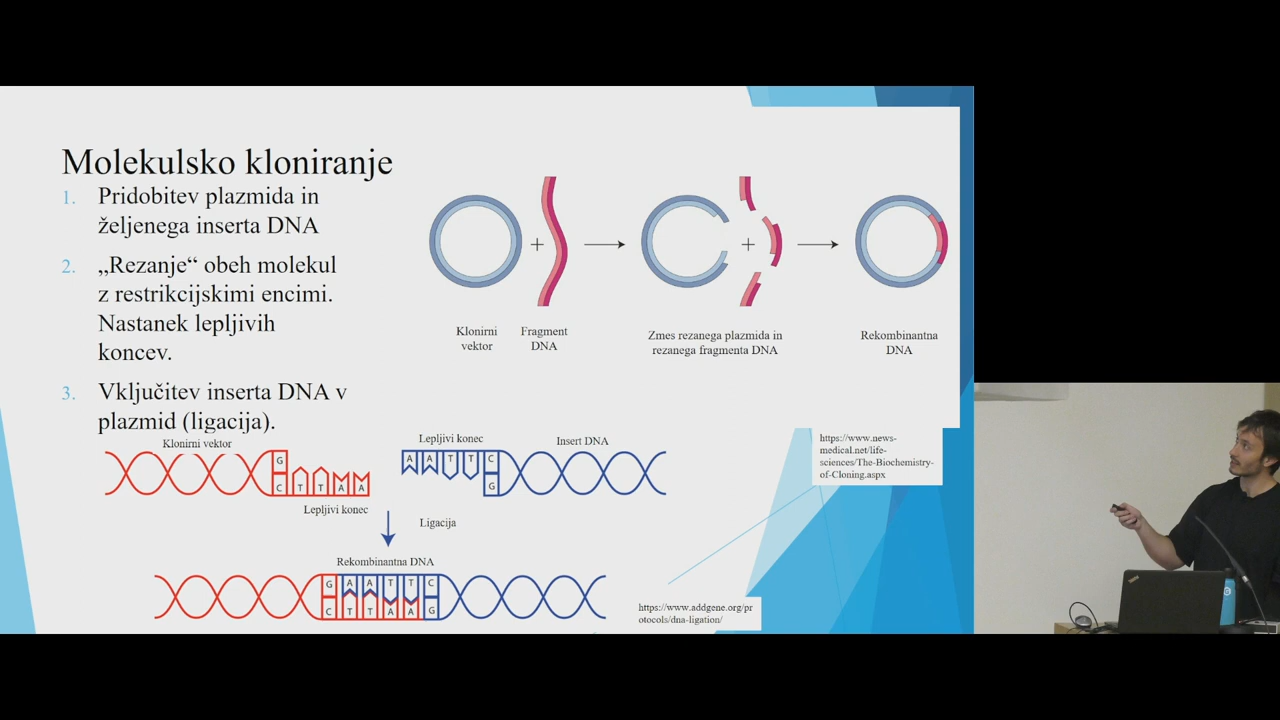 Molekulsko kloniranje
1. Pridobitev plazmida in
željenega inserta DNA
2. „Rezanje“ obeh molekul
z restrikcijskimi encimi.
Nastanek lepljivih
koncev.
3. Vključitev inserta DNA v
plazmid (ligacija).
+
+
Klonirni
vektor
Fragment
DNA
Zmes rezanega plazmida in
rezanega fragmenta DNA
Rekombinantna
DNA
Klonirni vektor
G
C T T A A
Lepljivi konec
Lepljivi konec
Insert DNA
A A T T C
G
Ligacija
Rekombinantna DNA
G A A T T C
C T T A A G
https://www.news-
medical.net/life-
sciences/The-Biochemistry-
of-Cloning.aspx
https://www.addgene.org/pr
otocols/dna-ligation/